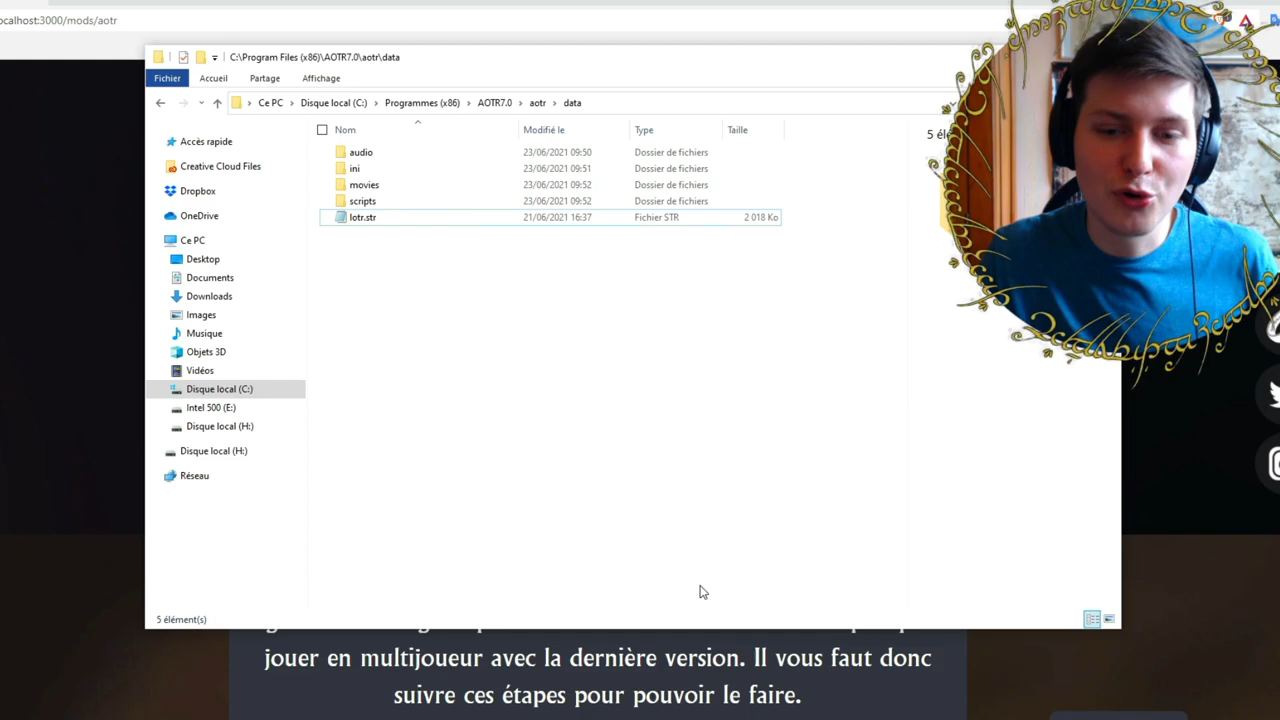 ocalhost:3000/mods/aotr
C:\Program Files (x86)\AOTR7.0\aotr\data
Fichier Accueil Partage Affichage
Ce PC > Disque local (C:) > Programmes (x86) > AOTR7.0 > aotr > data
Nom Modifié le Type Taille
5 élé
audio 23/06/2021 09:50 Dossier de fichiers
ini 23/06/2021 09:51 Dossier de fichiers
movies 23/06/2021 09:52 Dossier de fichiers
scripts 23/06/2021 09:52 Dossier de fichiers
lotr.str 21/06/2021 16:37 Fichier STR 2 018 Ko
Accès rapide
Creative Cloud Files
Dropbox
OneDrive
Ce PC
Desktop
Documents
Downloads
Images
Musique
Objets 3D
Vidéos
Disque local (C:)
Intel 500 (E:)
Disque local (H:)
Disque local (H:)
Réseau
5 élément(s)
jouer en multijoueur avec la dernière version. Il vous faut donc
suivre ces étapes pour pouvoir le faire.